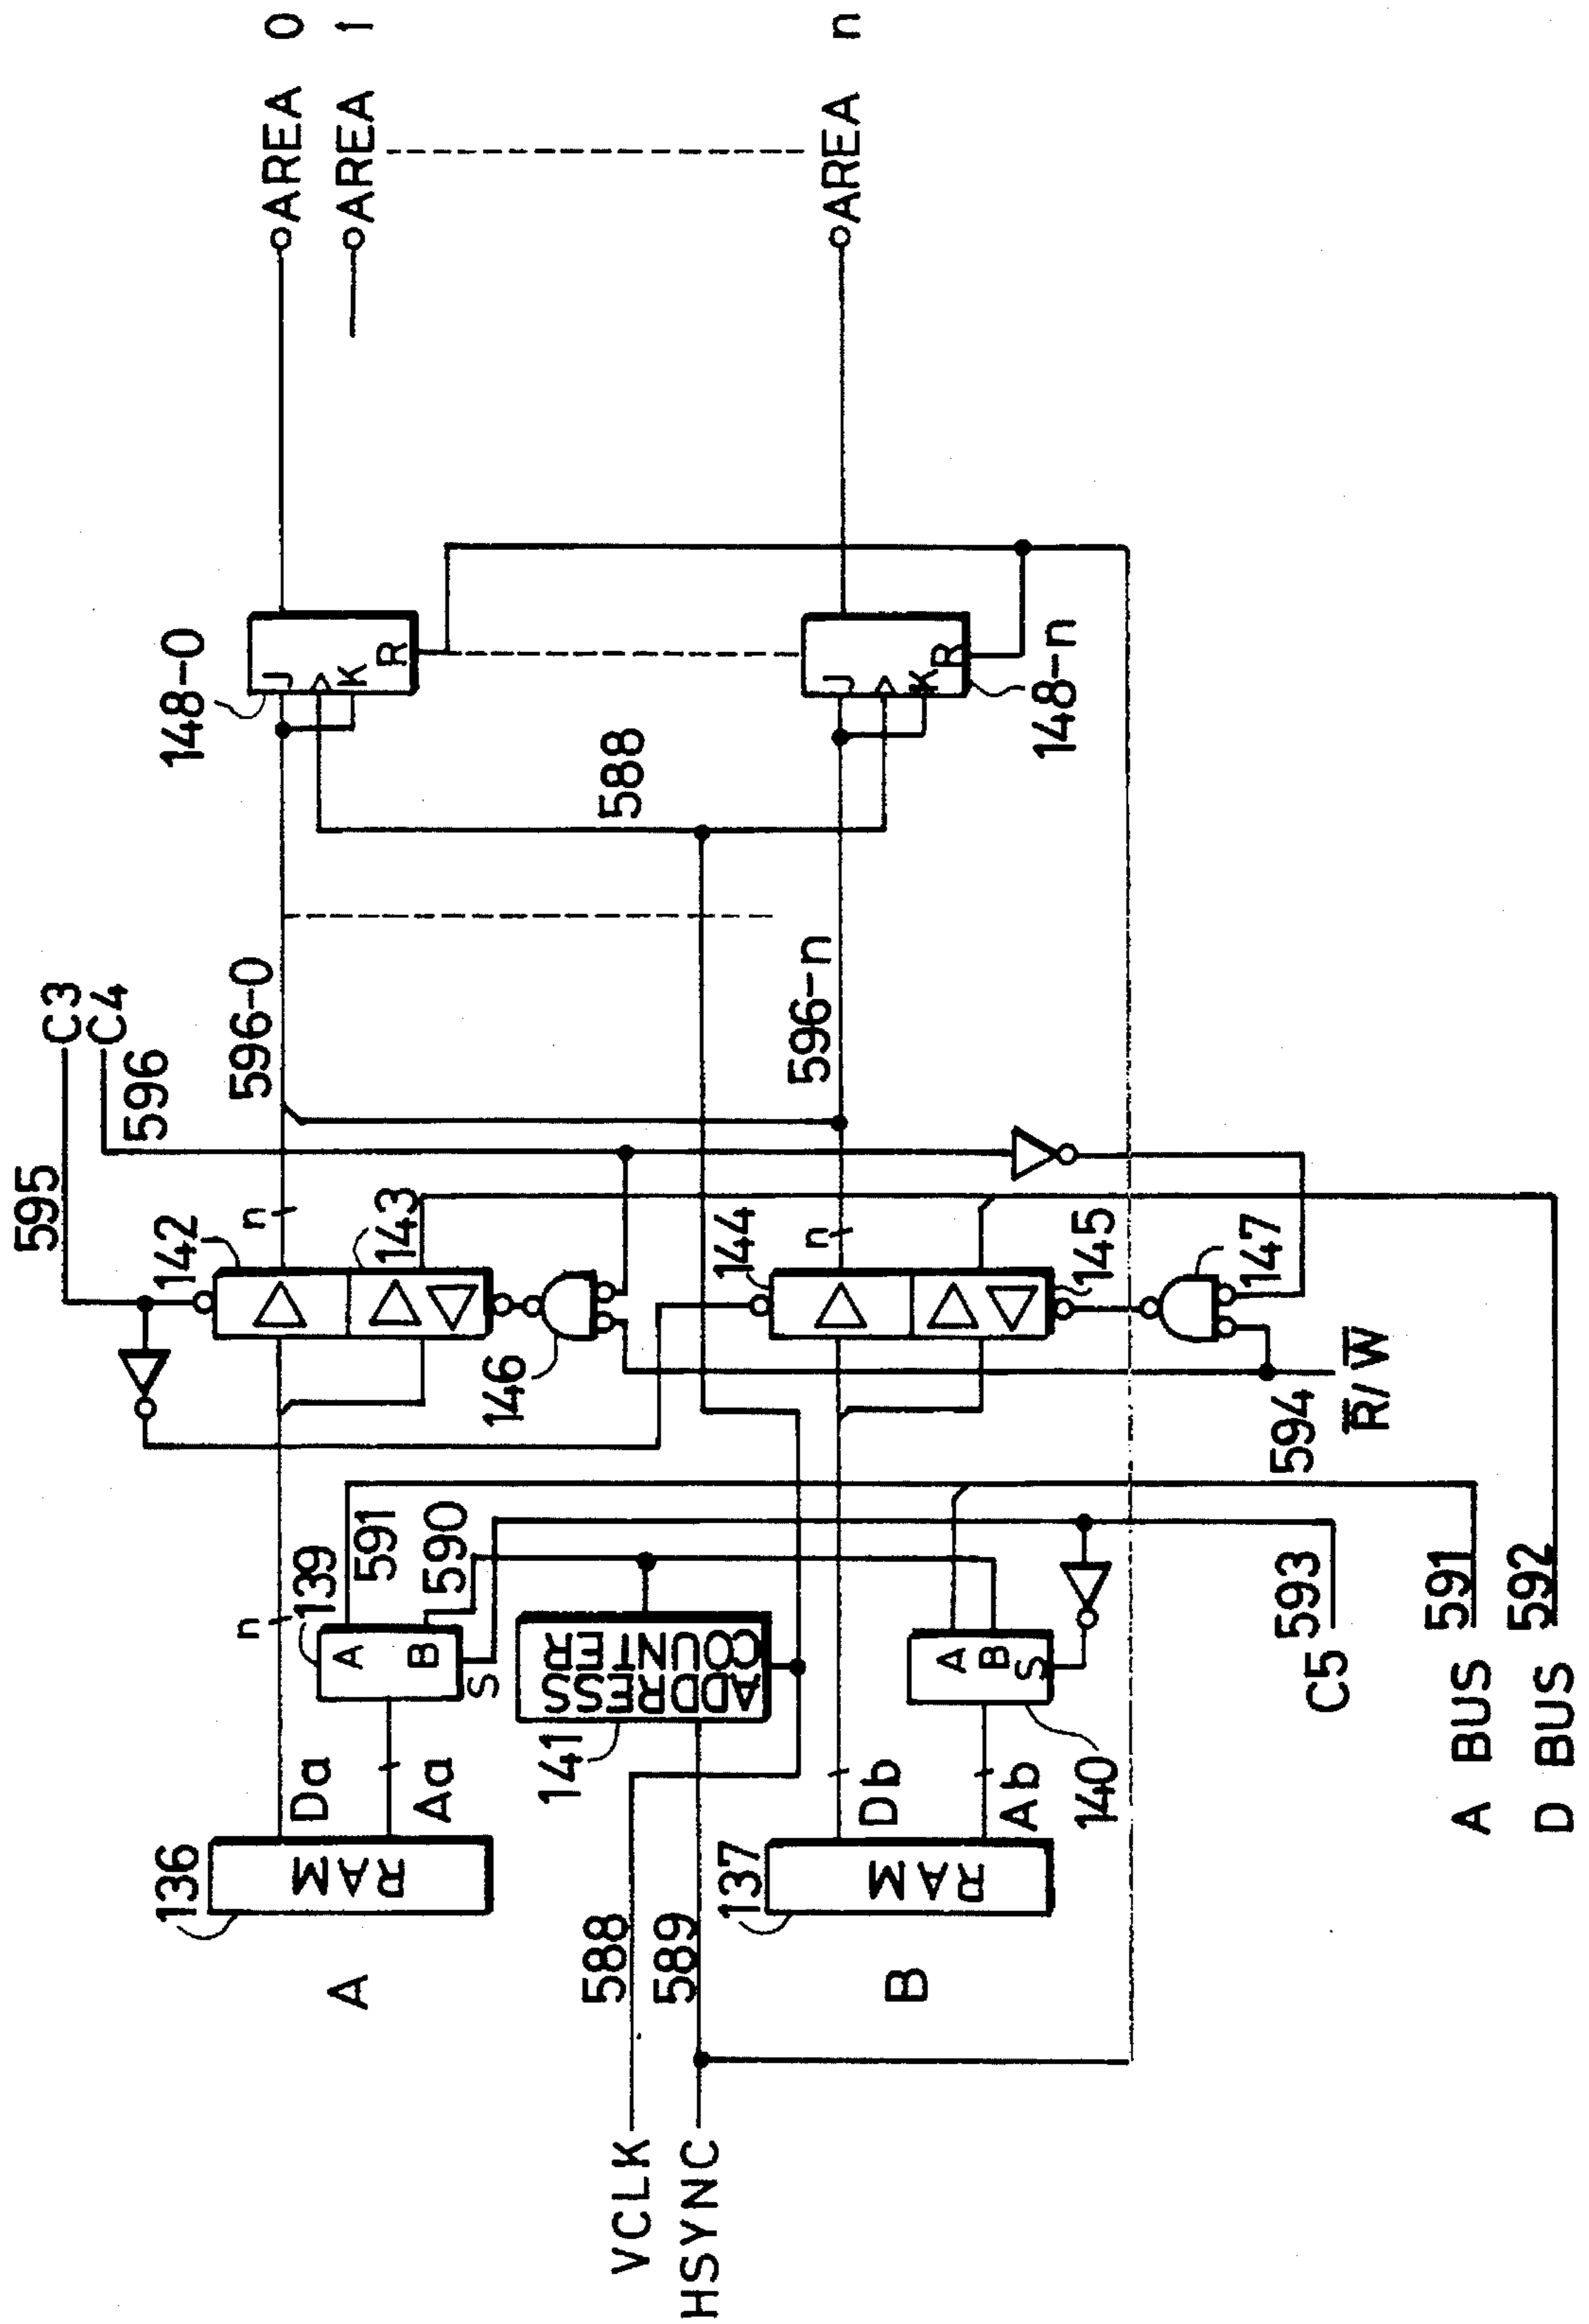 AREA 0
AREA 1
AREA n
148-0
J
K
R
588
J
K
R
148-n
C3
C4
596
595
596-0
596-n
n
142
143
146
n
144
145
147
594
R̅/W̅
n
139
591
590
A
B
S
ADDRESS
COUNTER
141
A
B
S
140
593
C5
591
A BUS
592
D BUS
Da
Aa
Db
Ab
136
RAM
A
137
RAM
B
588
589
VCLK
HSYNC